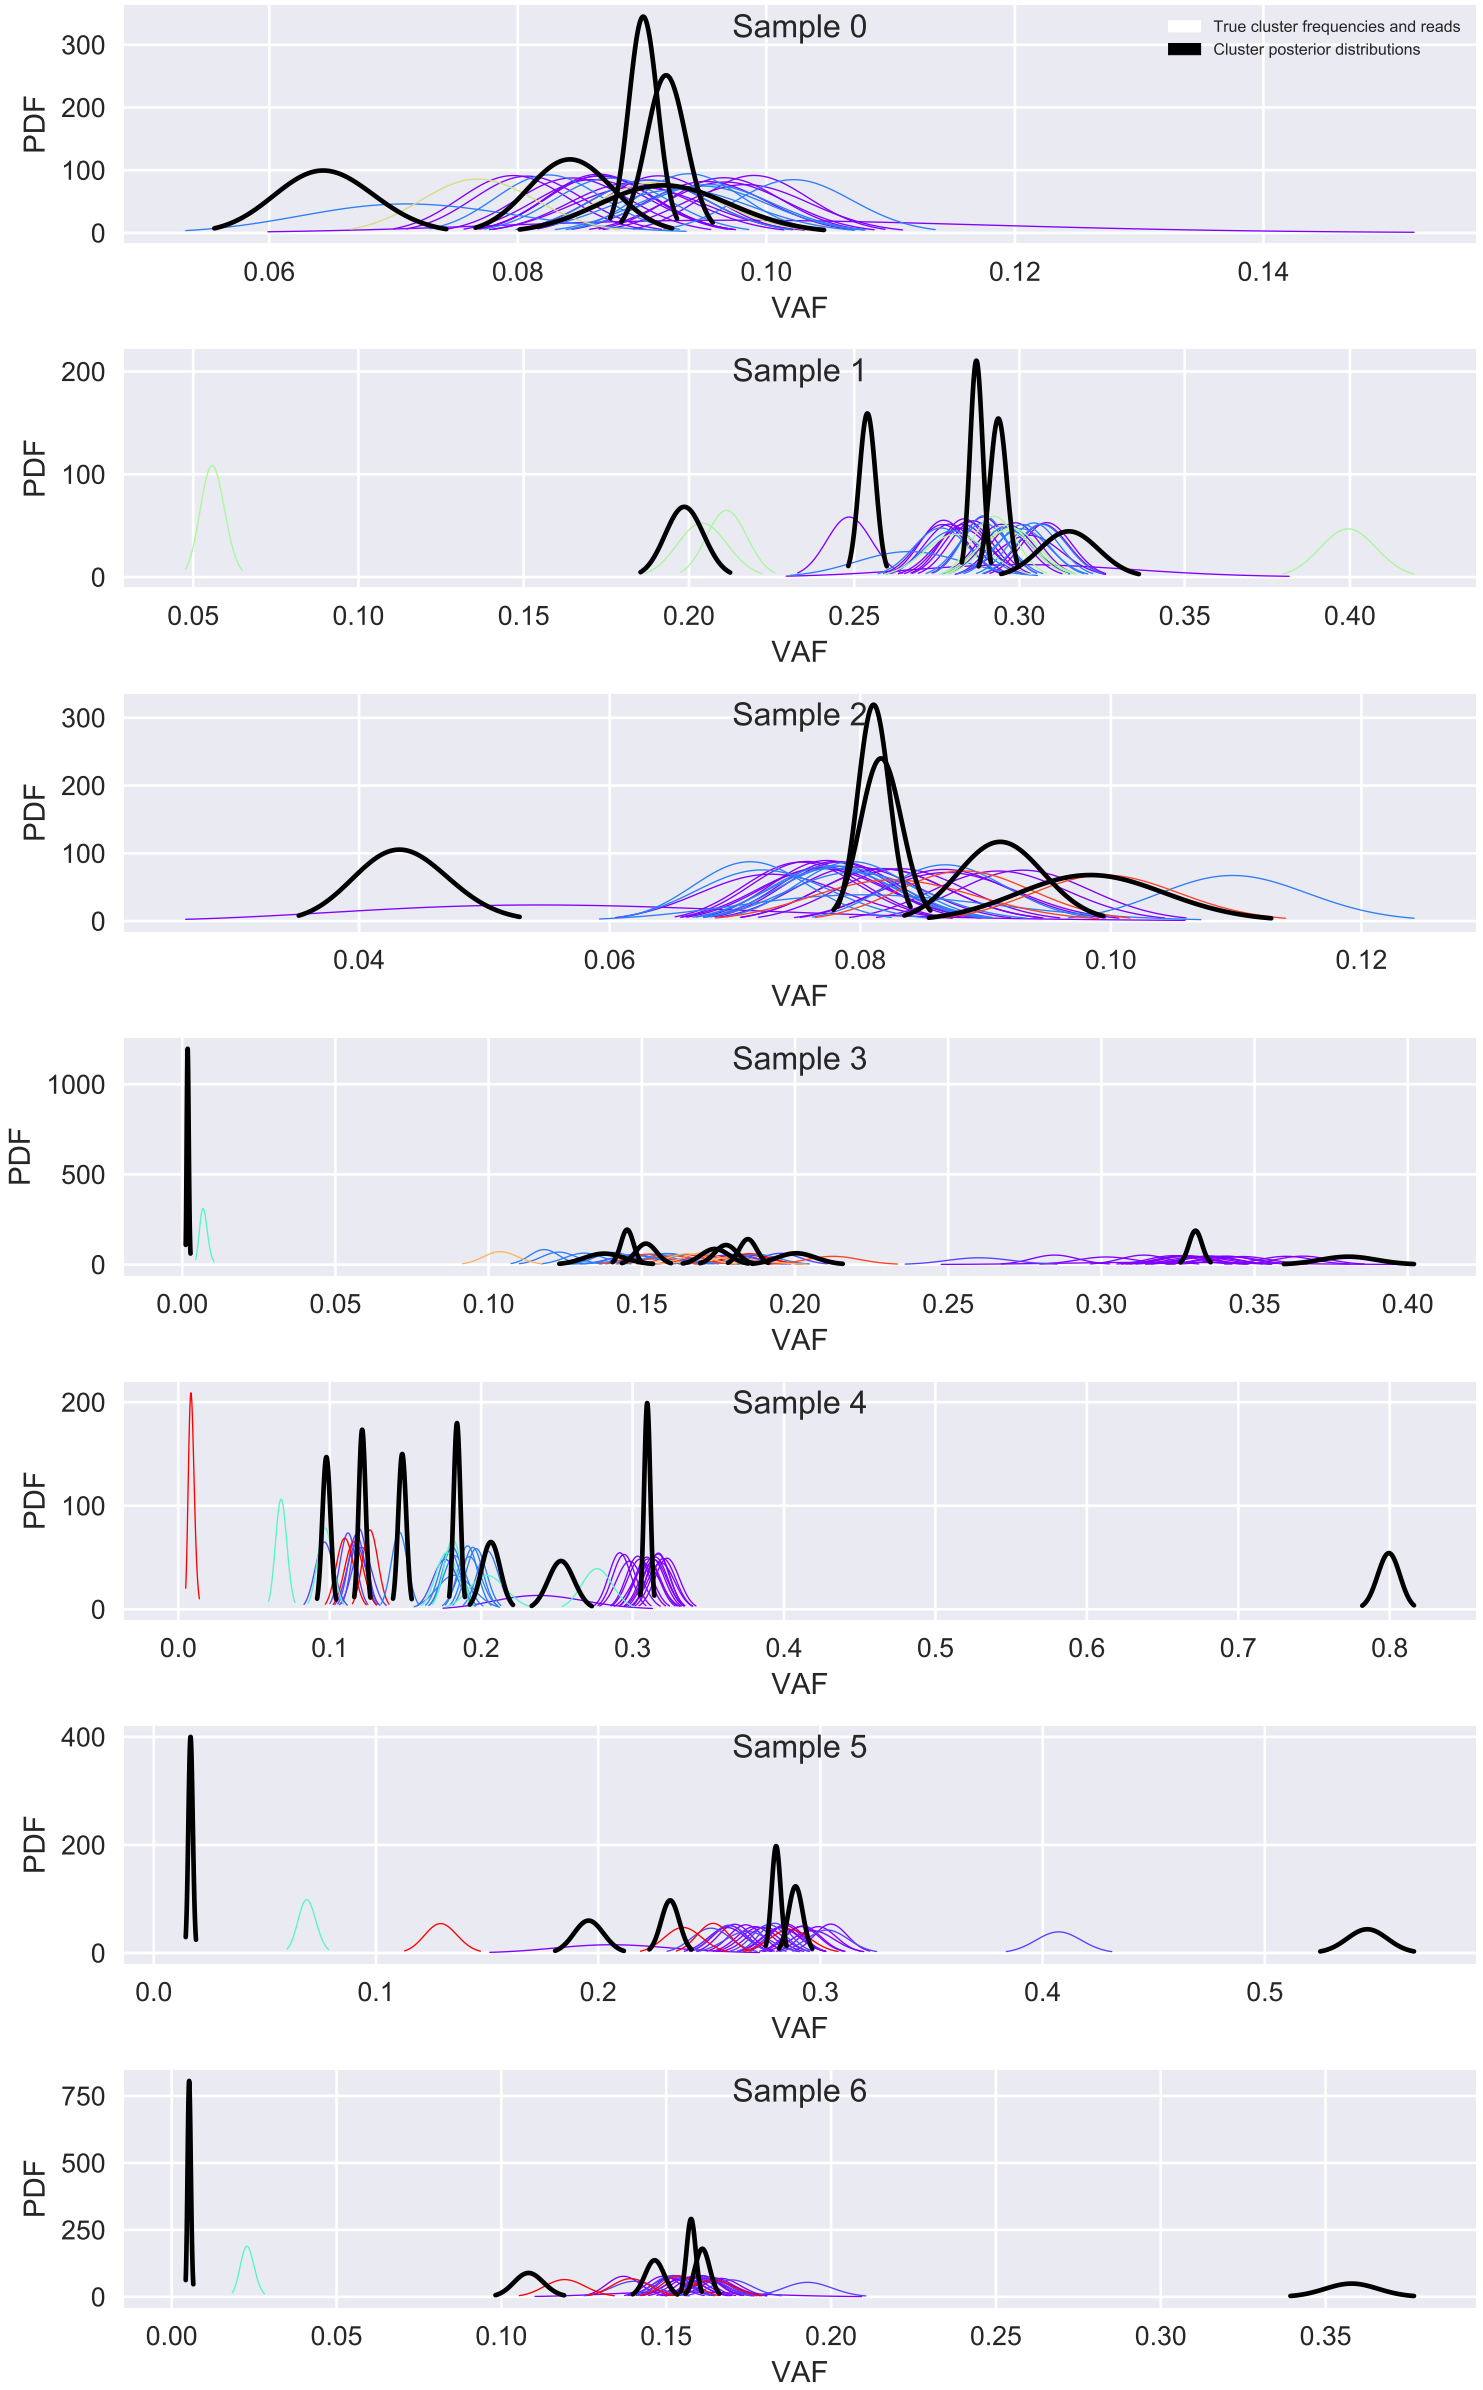 Sample 0
True cluster frequencies and reads
Cluster posterior distributions
PDF
300
200
100
0
0.06 0.08 0.10 0.12 0.14
VAF
Sample 1
PDF
200
100
0
0.05 0.10 0.15 0.20 0.25 0.30 0.35 0.40
VAF
Sample 2
PDF
300
200
100
0
0.04 0.06 0.08 0.10 0.12
VAF
Sample 3
PDF
1000
500
0
0.00 0.05 0.10 0.15 0.20 0.25 0.30 0.35 0.40
VAF
Sample 4
PDF
200
100
0
0.0 0.1 0.2 0.3 0.4 0.5 0.6 0.7 0.8
VAF
Sample 5
PDF
400
200
0
0.0 0.1 0.2 0.3 0.4 0.5
VAF
Sample 6
PDF
750
500
250
0
0.00 0.05 0.10 0.15 0.20 0.25 0.30 0.35
VAF